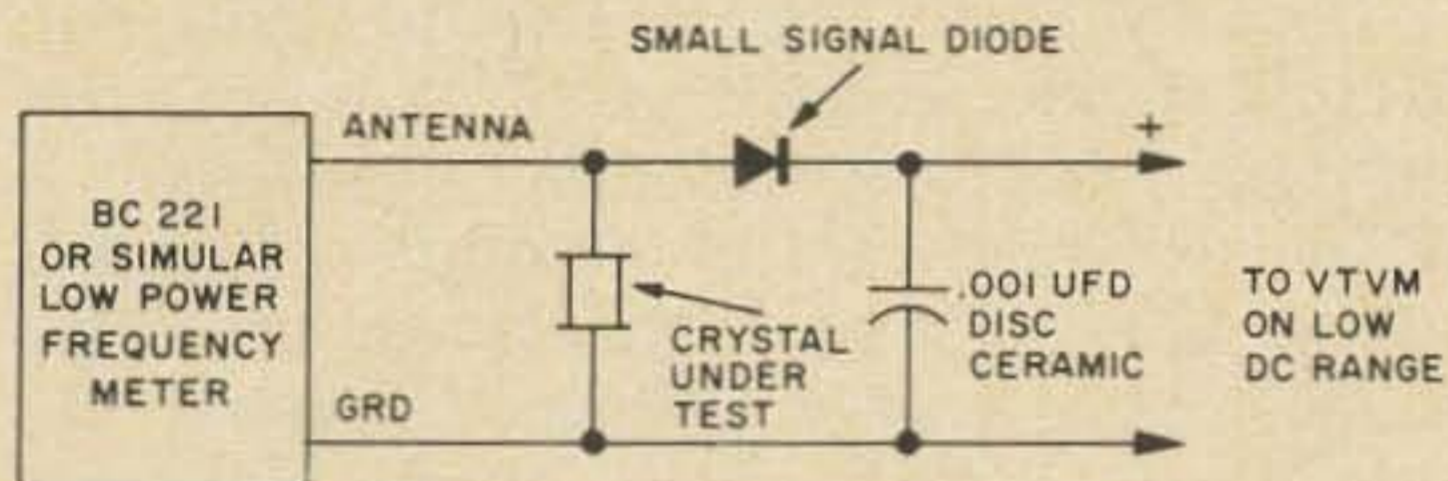 SMALL SIGNAL DIODE
ANTENNA
+
BC 221
OR SIMULAR
LOW POWER
FREQUENCY
METER
.001 UFD
DISC
CERAMIC
TO VTVM
ON LOW
DC RANGE
CRYSTAL
UNDER
TEST
GRD